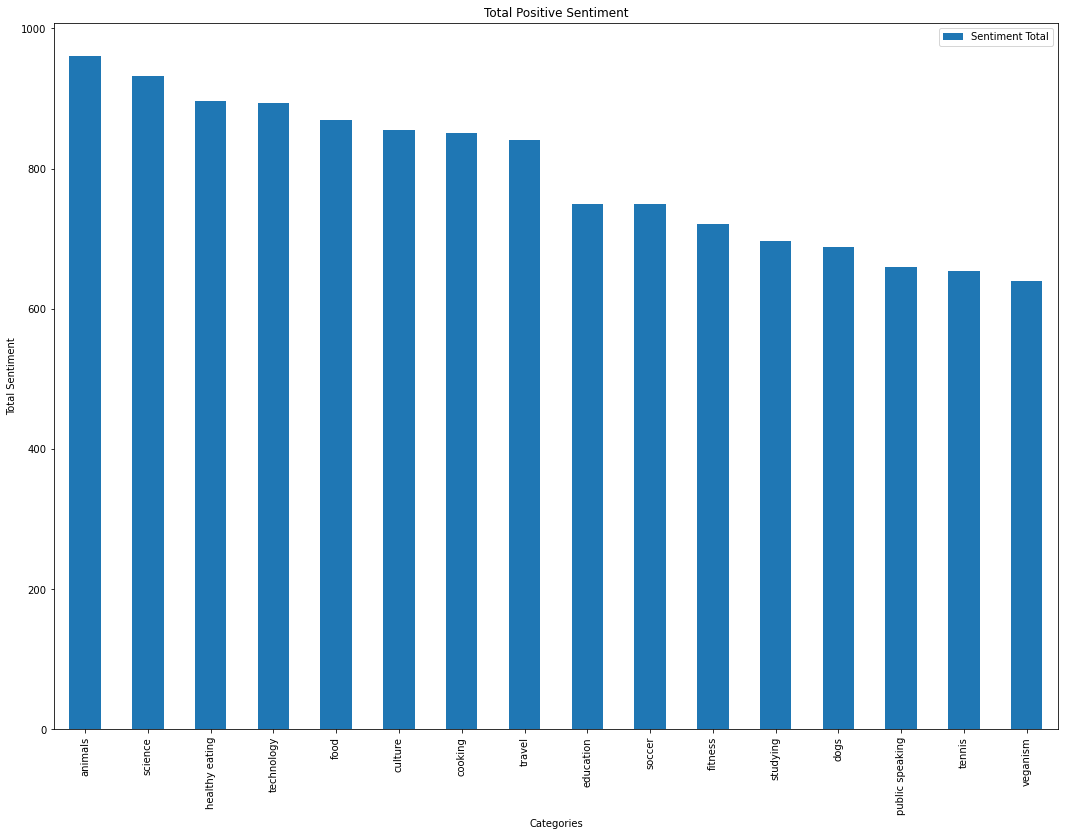 Total Positive Sentiment
Sentiment Total
1000
800
600
400
200
0
Total Sentiment
animals
science
healthy eating
technology
food
culture
cooking
travel
education
soccer
fitness
studying
dogs
public speaking
tennis
veganism
Categories